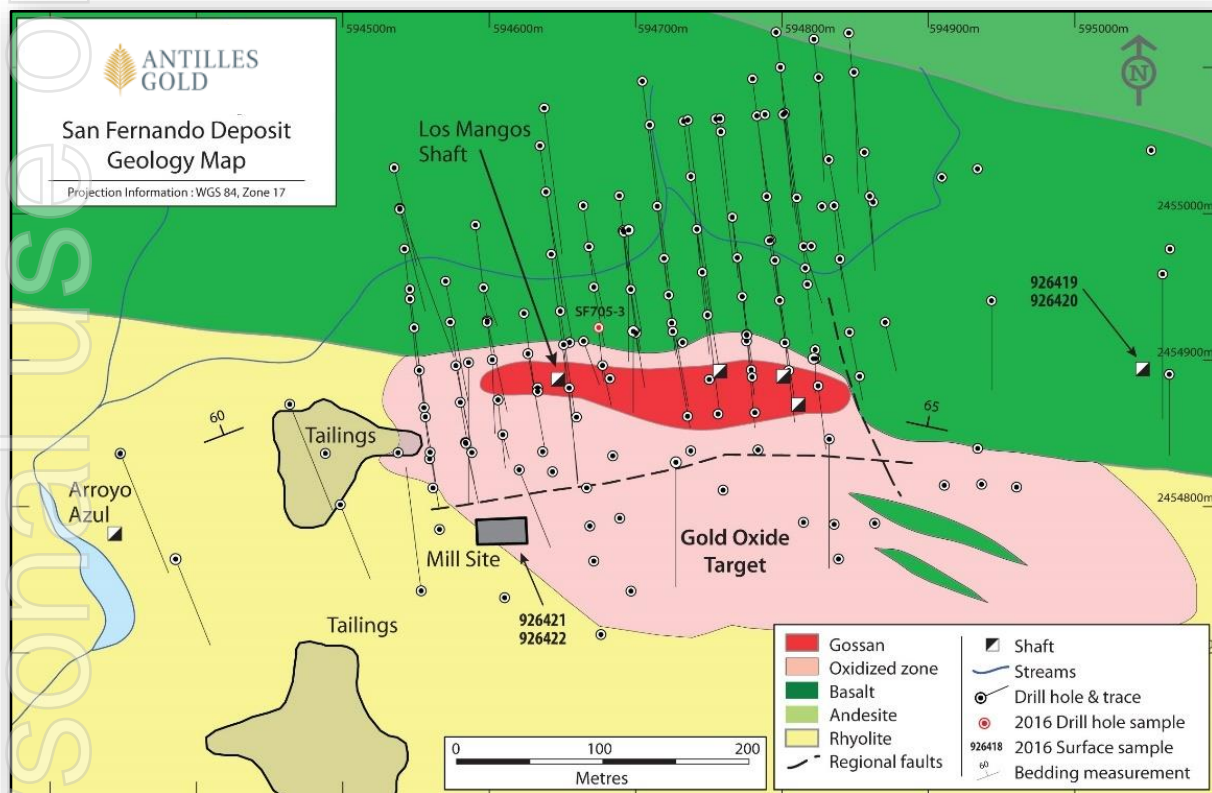 sonal use o
ANTILLES
GOLD
San Fernando Deposit
Geology Map
Projection Information : WGS 84, Zone 17
594500m
594600m
594700m
594800m
594900m
595000m
N
Los Mangos
Shaft
2455000m
926419
926420
SF705-3
2454900m
60
65
Tailings
Arroyo
Azul
2454800m
Mill Site
Gold Oxide
Target
926421
926422
Tailings
Gossan
Oxidized zone
Basalt
Andesite
Rhyolite
Regional faults
Shaft
Streams
Drill hole & trace
2016 Drill hole sample
926418 2016 Surface sample
60 Bedding measurement
0 100 200
Metres